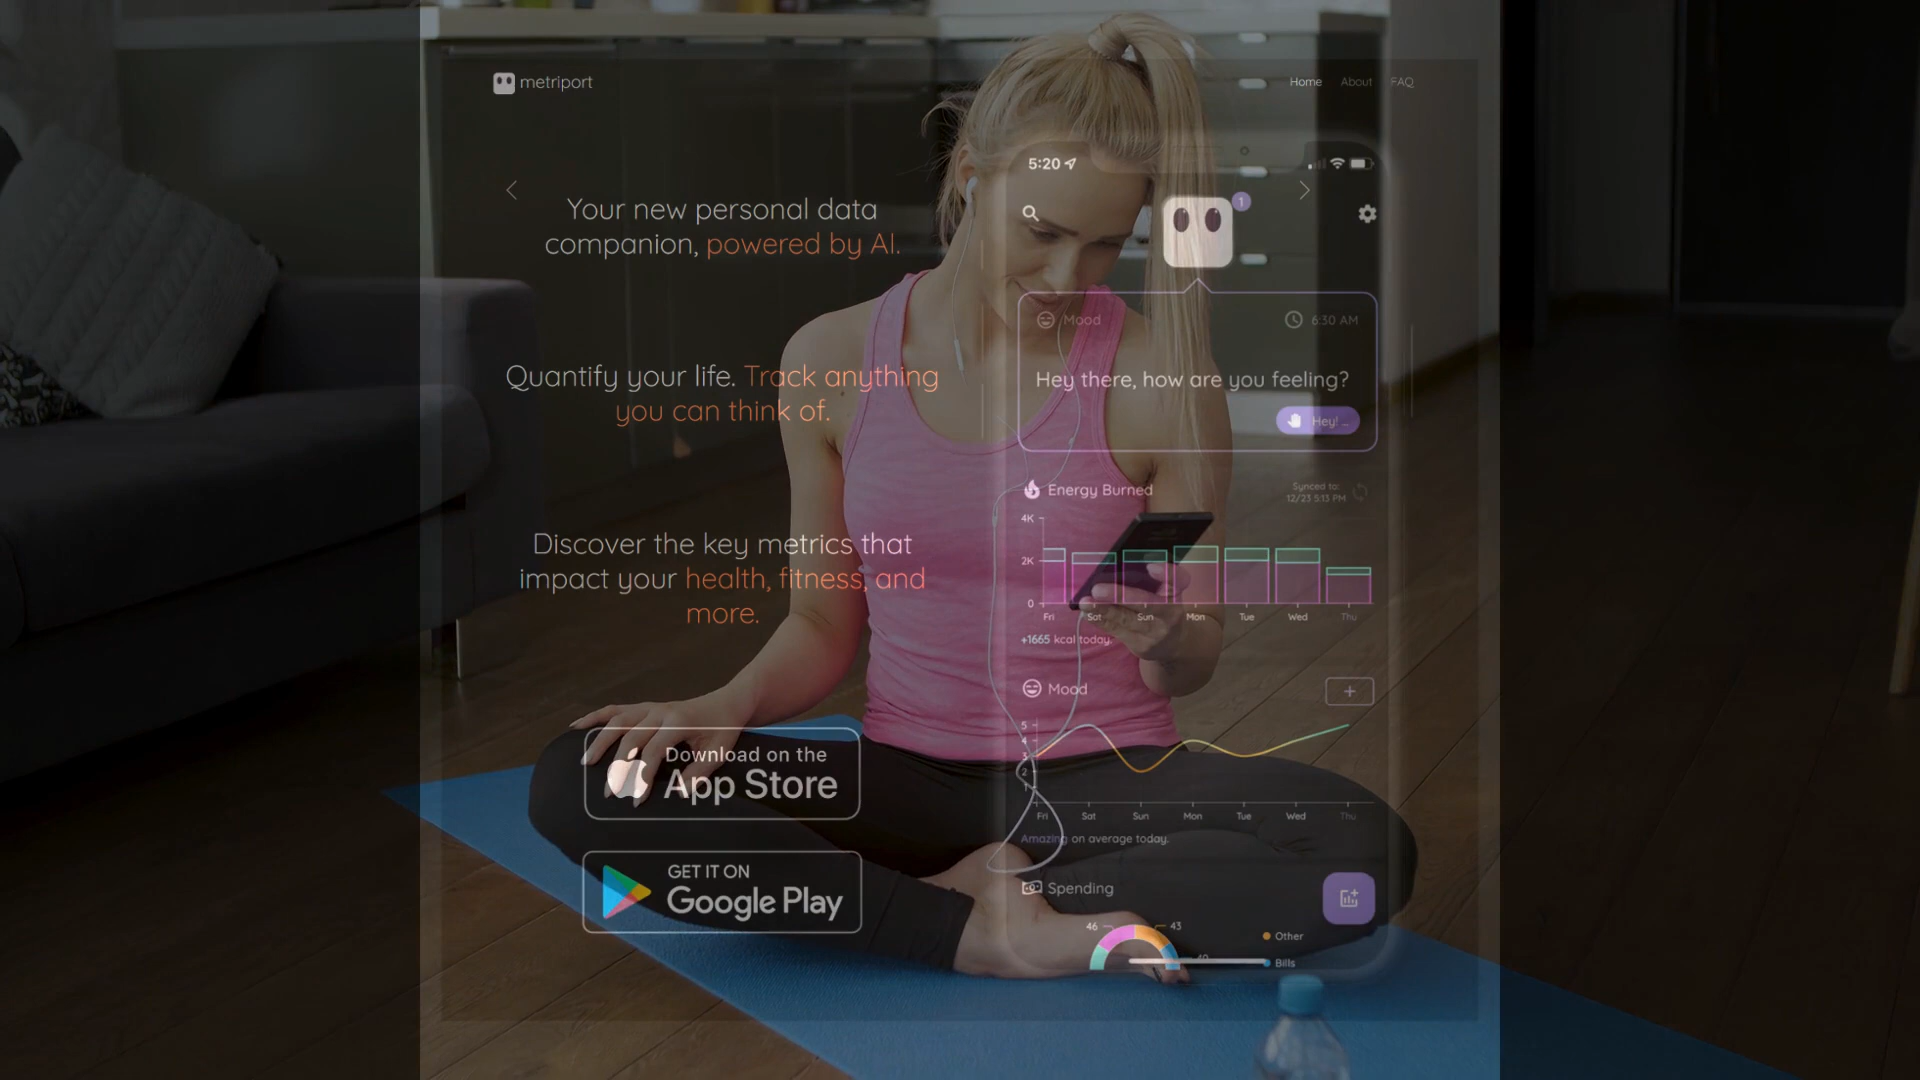 metriport
Home About FAQ
Your new personal data
companion, powered by AI.
Quantify your life. Track anything
you can think of.
Discover the key metrics that
impact your health, fitness, and
more.
Download on the
App Store
GET IT ON
Google Play
5:20
1
Mood
6:30 AM
Hey there, how are you feeling?
Hey! ...
Energy Burned
Synced to:
12/23 5:13 PM
4K
2K
0
Fri Sat Sun Mon Tue Wed Thu
+1665 kcal today.
Mood
+
5
4
3
2
1
Fri Sat Sun Mon Tue Wed Thu
Amazing on average today.
Spending
46 43
Other
40
Bills